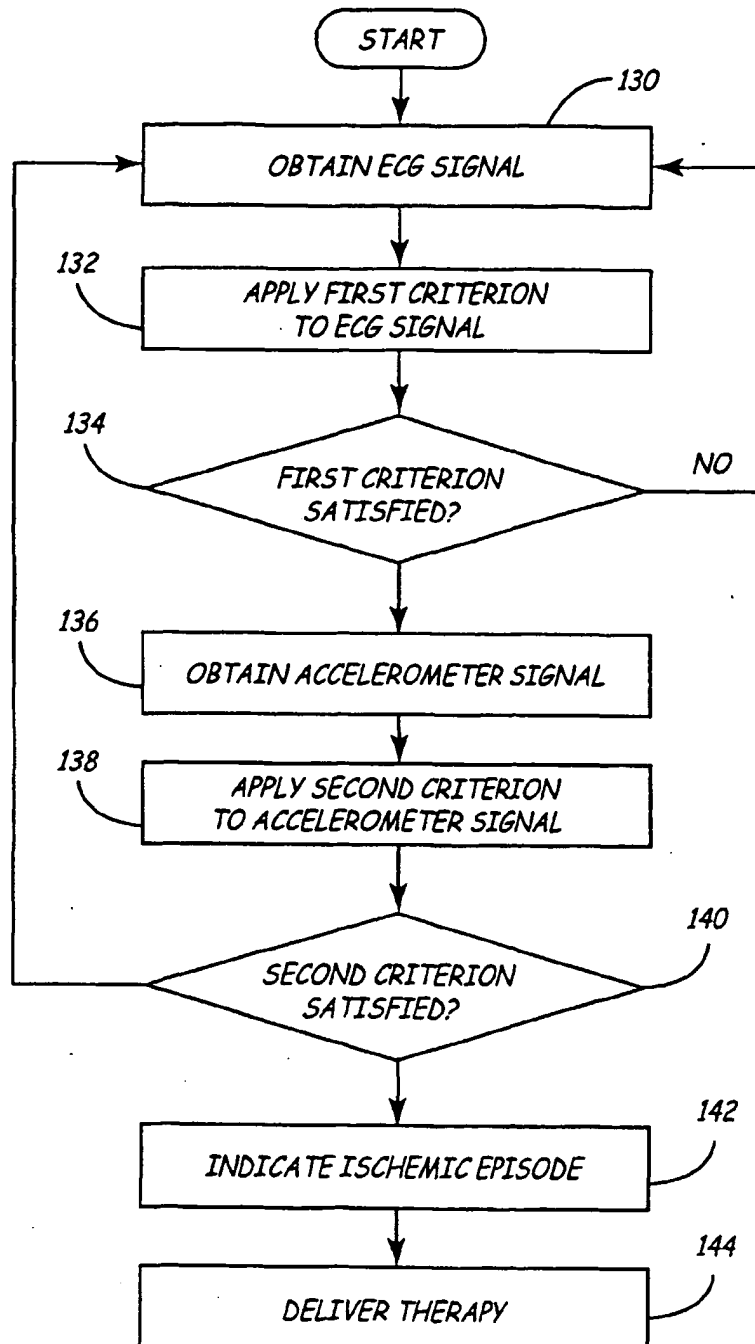 START
130
OBTAIN ECG SIGNAL
132
APPLY FIRST CRITERION
TO ECG SIGNAL
134
FIRST CRITERION
SATISFIED?
NO
136
OBTAIN ACCELEROMETER SIGNAL
138
APPLY SECOND CRITERION
TO ACCELEROMETER SIGNAL
140
SECOND CRITERION
SATISFIED?
142
INDICATE ISCHEMIC EPISODE
144
DELIVER THERAPY